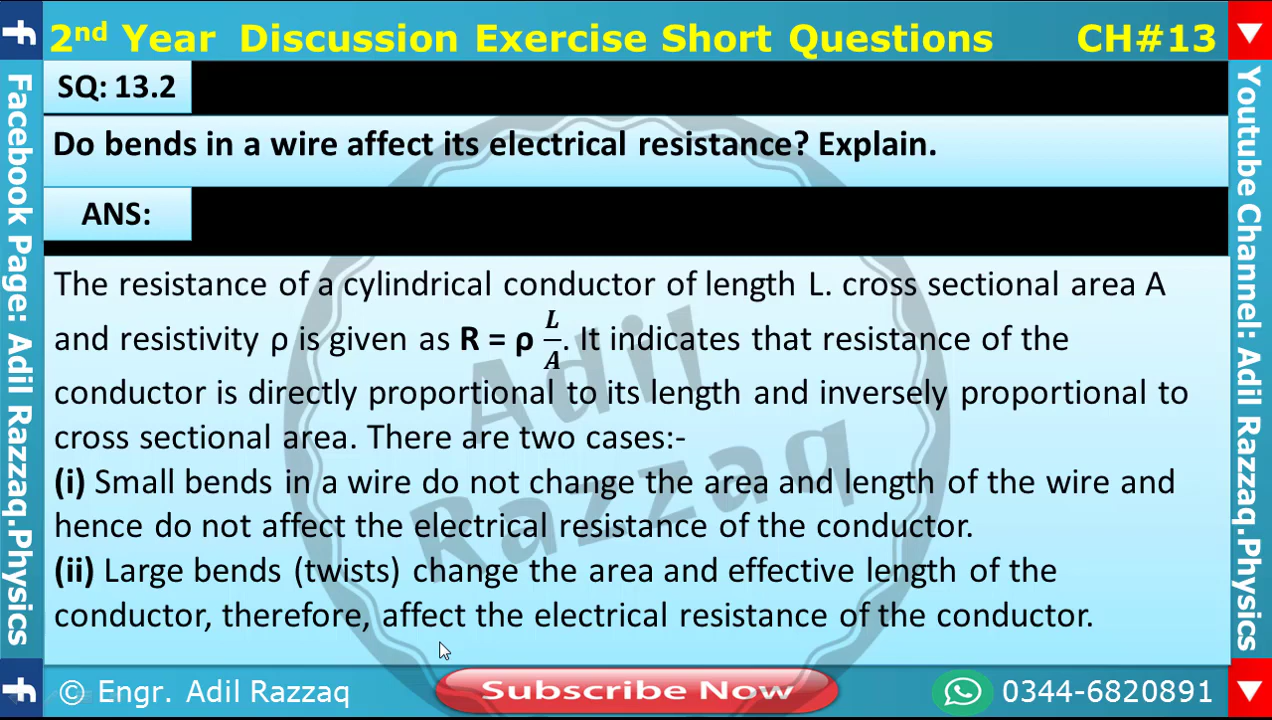 2nd Year Discussion Exercise Short Questions CH#13
SQ: 13.2
Do bends in a wire affect its electrical resistance? Explain.
ANS:
The resistance of a cylindrical conductor of length L. cross sectional area A
and resistivity ρ is given as R = ρ L/A. It indicates that resistance of the
conductor is directly proportional to its length and inversely proportional to
cross sectional area. There are two cases:-
(i) Small bends in a wire do not change the area and length of the wire and
hence do not affect the electrical resistance of the conductor.
(ii) Large bends (twists) change the area and effective length of the
conductor, therefore, affect the electrical resistance of the conductor.
Adil
Razzaq
Facebook Page: Adil Razzaq.Physics
Youtube Channel: Adil Razzaq.Physics
© Engr. Adil Razzaq
Subscribe Now
0344-6820891